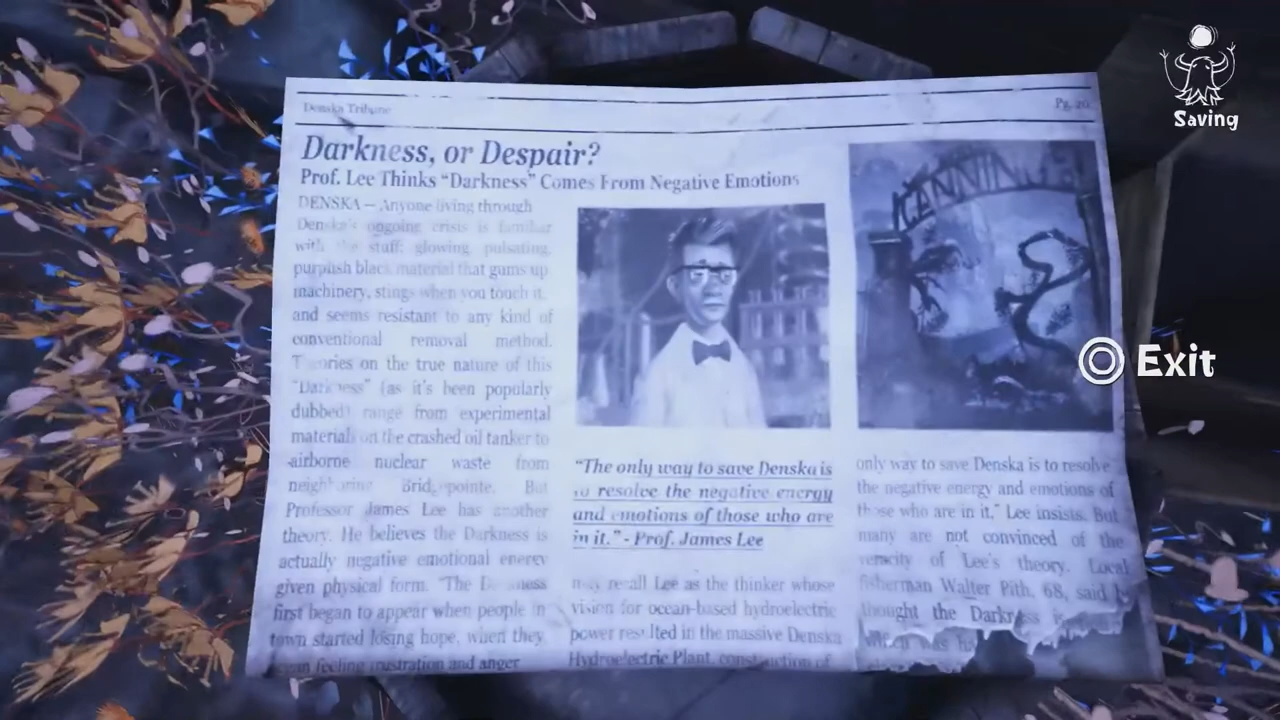 Denska Tribune
Pg. 20
Saving
Darkness, or Despair?
Prof. Lee Thinks "Darkness" Comes From Negative Emotions
DENSKA — Anyone living through
Denska's ongoing crisis is familiar
with the stuff: glowing, pulsating,
purplish black material that gums up
machinery, stings when you touch it,
and seems resistant to any kind of
conventional removal method.
Theories on the true nature of this
"Darkness" (as it's been popularly
dubbed) range from experimental
materials on the crashed oil tanker to
airborne nuclear waste from
neighboring Bridgepointe. But
Professor James Lee has another
theory. He believes the Darkness is
actually negative emotional energy
given physical form. "The Darkness
first began to appear when people in
town started losing hope, when they
began feeling frustration and anger
"The only way to save Denska is
to resolve the negative energy
and emotions of those who are
in it." - Prof. James Lee
may recall Lee as the thinker whose
vision for ocean-based hydroelectric
power resulted in the massive Denska
Hydroelectric Plant, construction of
only way to save Denska is to resolve
the negative energy and emotions of
those who are in it," Lee insists. But
many are not convinced of the
veracity of Lee's theory. Local
fisherman Walter Pith, 68, said he
thought the Darkness
when was
Exit